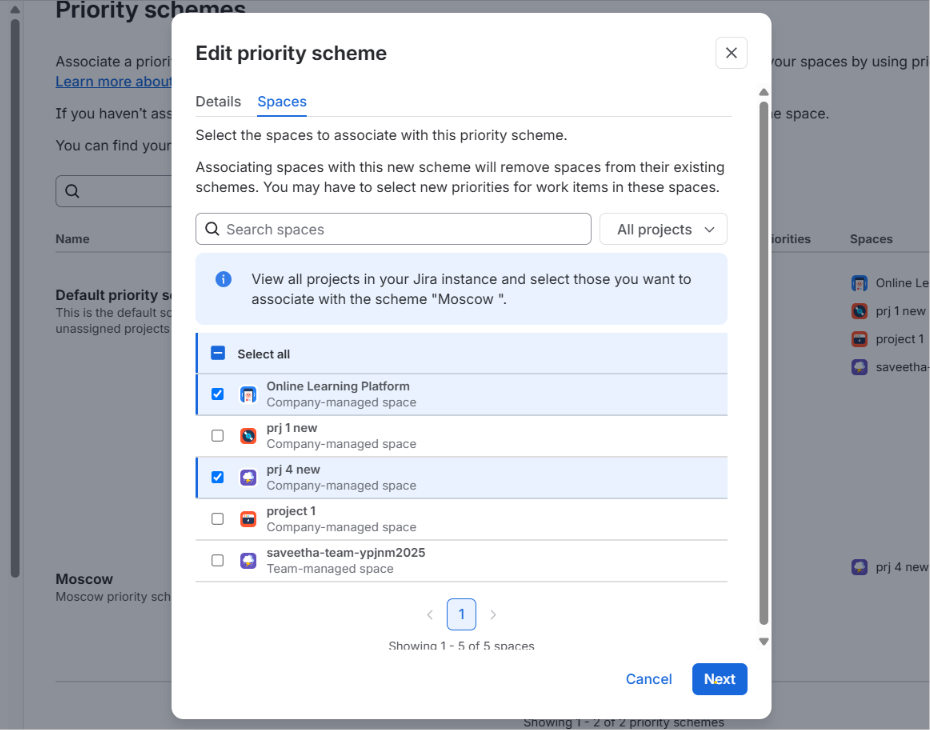 Priority schemes
Associate a priori
Learn more about
If you haven't ass
You can find your
your spaces by using pri
e space.
Name
iorities
Spaces
Default priority s
This is the default sc
unassigned projects
Online Le
prj 1 new
project 1
saveetha-
Moscow
Moscow priority sch
prj 4 new
Showing 1 - 2 of 2 priority schemes
Edit priority scheme
Details
Spaces
Select the spaces to associate with this priority scheme.
Associating spaces with this new scheme will remove spaces from their existing
schemes. You may have to select new priorities for work items in these spaces.
Search spaces
All projects
View all projects in your Jira instance and select those you want to
associate with the scheme "Moscow ".
Select all
Online Learning Platform
Company-managed space
prj 1 new
Company-managed space
prj 4 new
Company-managed space
project 1
Company-managed space
saveetha-team-ypjnm2025
Team-managed space
1
Showing 1 - 5 of 5 spaces
Cancel
Next